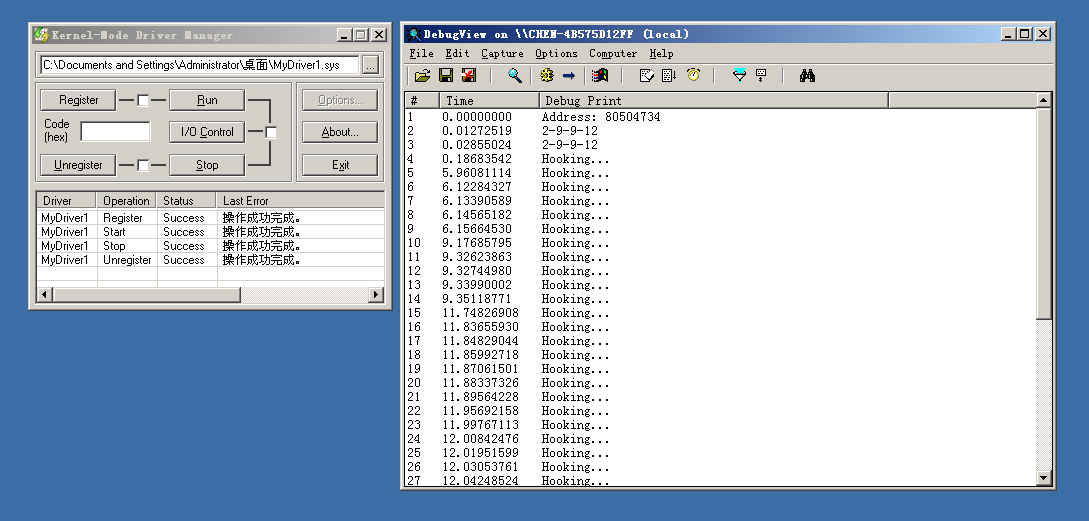 Kernel-Mode Driver Manager
C:\Documents and Settings\Administrator\桌面\MyDriver1.sys ...
Register Run Options...
Code (hex) I/O Control About...
Unregister Stop Exit
Driver Operation Status Last Error
MyDriver1 Register Success 操作成功完成。
MyDriver1 Start Success 操作成功完成。
MyDriver1 Stop Success 操作成功完成。
MyDriver1 Unregister Success 操作成功完成。
DebugView on \\CHEN-4B575D12FF (local)
File Edit Capture Options Computer Help
# Time Debug Print
1 0.00000000 Address: 80504734
2 0.01272519 2-9-9-12
3 0.02855024 2-9-9-12
4 0.18683542 Hooking...
5 5.96081114 Hooking...
6 6.12284327 Hooking...
7 6.13390589 Hooking...
8 6.14565182 Hooking...
9 6.15664530 Hooking...
10 9.17685795 Hooking...
11 9.32623863 Hooking...
12 9.32744980 Hooking...
13 9.33990002 Hooking...
14 9.35118771 Hooking...
15 11.74826908 Hooking...
16 11.83655930 Hooking...
17 11.84829044 Hooking...
18 11.85992718 Hooking...
19 11.87061501 Hooking...
20 11.88337326 Hooking...
21 11.89564228 Hooking...
22 11.95692158 Hooking...
23 11.99767113 Hooking...
24 12.00842476 Hooking...
25 12.01951599 Hooking...
26 12.03053761 Hooking...
27 12.04248524 Hooking...